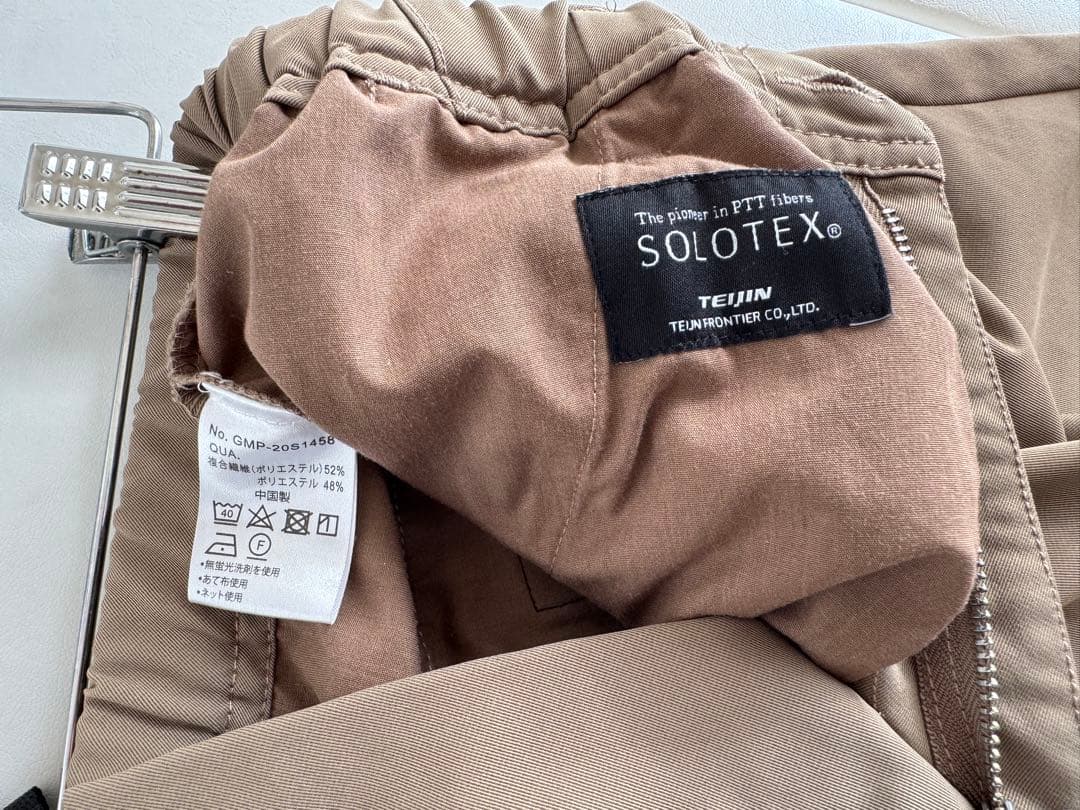 The pioneer in PTT fibers
SOLOTEX®
TEIJIN
TEIJIN FRONTIER CO.,LTD.
No. GMP-20S1458
QUA.
複合繊維(ポリエステル)52%
ポリエステル 48%
中国製
40
F
•無蛍光洗剤を使用
•あて布使用
•ネット使用